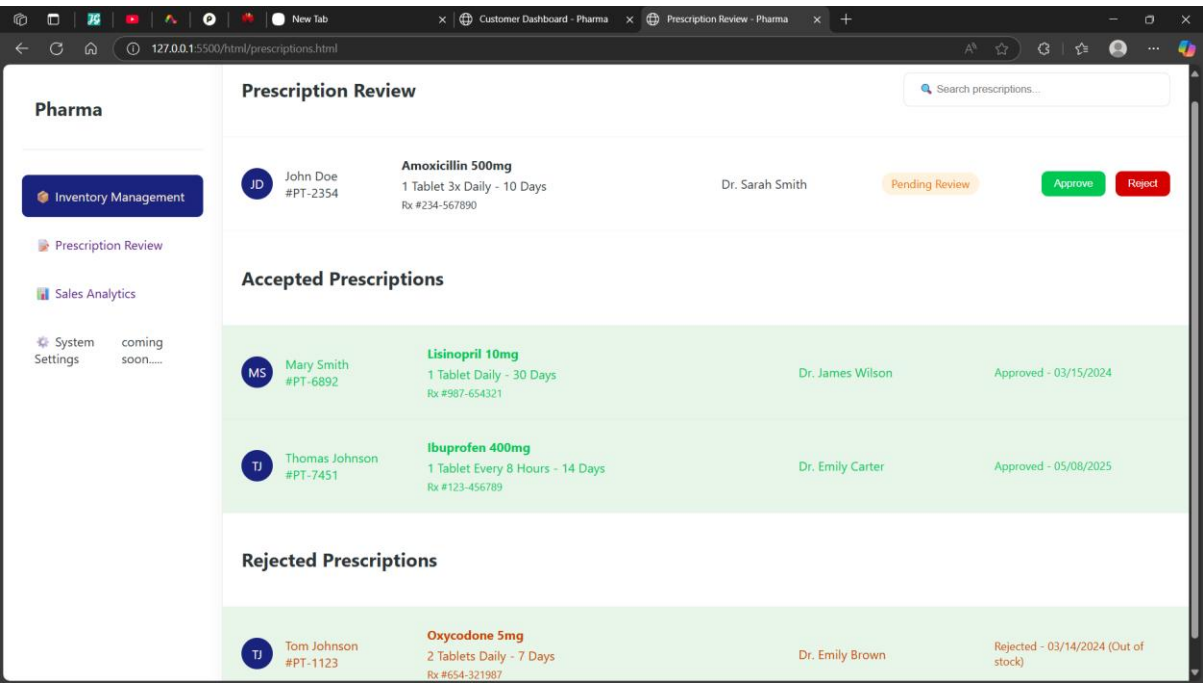 New Tab
Customer Dashboard - Pharma
Prescription Review - Pharma
127.0.0.1:5500/html/prescriptions.html
Pharma
Inventory Management
Prescription Review
Sales Analytics
System Settings
coming soon.....
Prescription Review
Search prescriptions...
JD
John Doe
#PT-2354
Amoxicillin 500mg
1 Tablet 3x Daily - 10 Days
Rx #234-567890
Dr. Sarah Smith
Pending Review
Approve
Reject
Accepted Prescriptions
MS
Mary Smith
#PT-6892
Lisinopril 10mg
1 Tablet Daily - 30 Days
Rx #987-654321
Dr. James Wilson
Approved - 03/15/2024
TJ
Thomas Johnson
#PT-7451
Ibuprofen 400mg
1 Tablet Every 8 Hours - 14 Days
Rx #123-456789
Dr. Emily Carter
Approved - 05/08/2025
Rejected Prescriptions
TJ
Tom Johnson
#PT-1123
Oxycodone 5mg
2 Tablets Daily - 7 Days
Rx #654-321987
Dr. Emily Brown
Rejected - 03/14/2024 (Out of
stock)